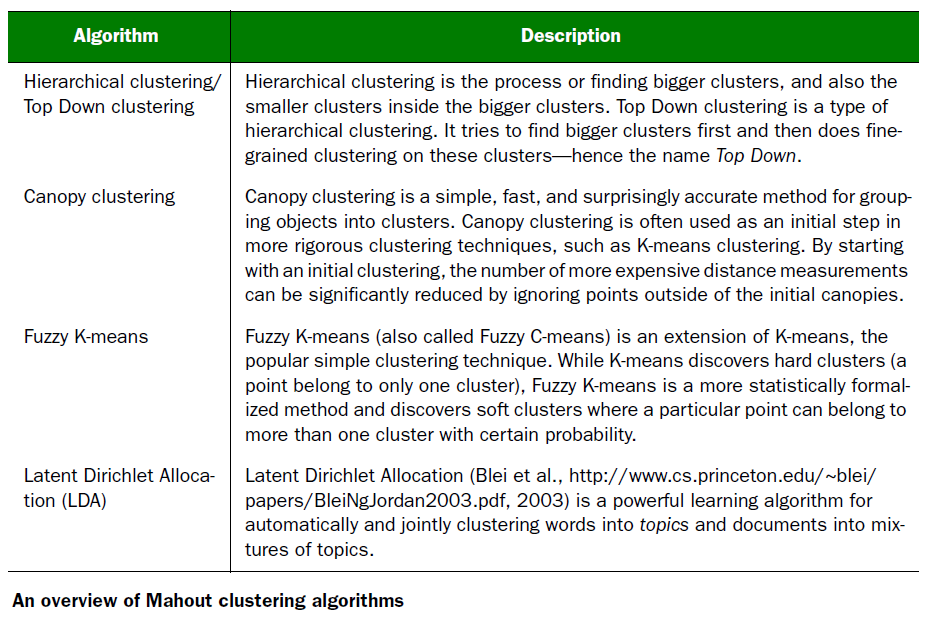 Algorithm Description
Hierarchical clustering/
Top Down clustering
Hierarchical clustering is the process or finding bigger clusters, and also the
smaller clusters inside the bigger clusters. Top Down clustering is a type of
hierarchical clustering. It tries to find bigger clusters first and then does fine-
grained clustering on these clusters—hence the name Top Down.
Canopy clustering
Canopy clustering is a simple, fast, and surprisingly accurate method for group-
ing objects into clusters. Canopy clustering is often used as an initial step in
more rigorous clustering techniques, such as K-means clustering. By starting
with an initial clustering, the number of more expensive distance measurements
can be significantly reduced by ignoring points outside of the initial canopies.
Fuzzy K-means
Fuzzy K-means (also called Fuzzy C-means) is an extension of K-means, the
popular simple clustering technique. While K-means discovers hard clusters (a
point belong to only one cluster), Fuzzy K-means is a more statistically formal-
ized method and discovers soft clusters where a particular point can belong to
more than one cluster with certain probability.
Latent Dirichlet Alloca-
tion (LDA)
Latent Dirichlet Allocation (Blei et al., http://www.cs.princeton.edu/~blei/
papers/BleiNgJordan2003.pdf, 2003) is a powerful learning algorithm for
automatically and jointly clustering words into topics and documents into mix-
tures of topics.
An overview of Mahout clustering algorithms